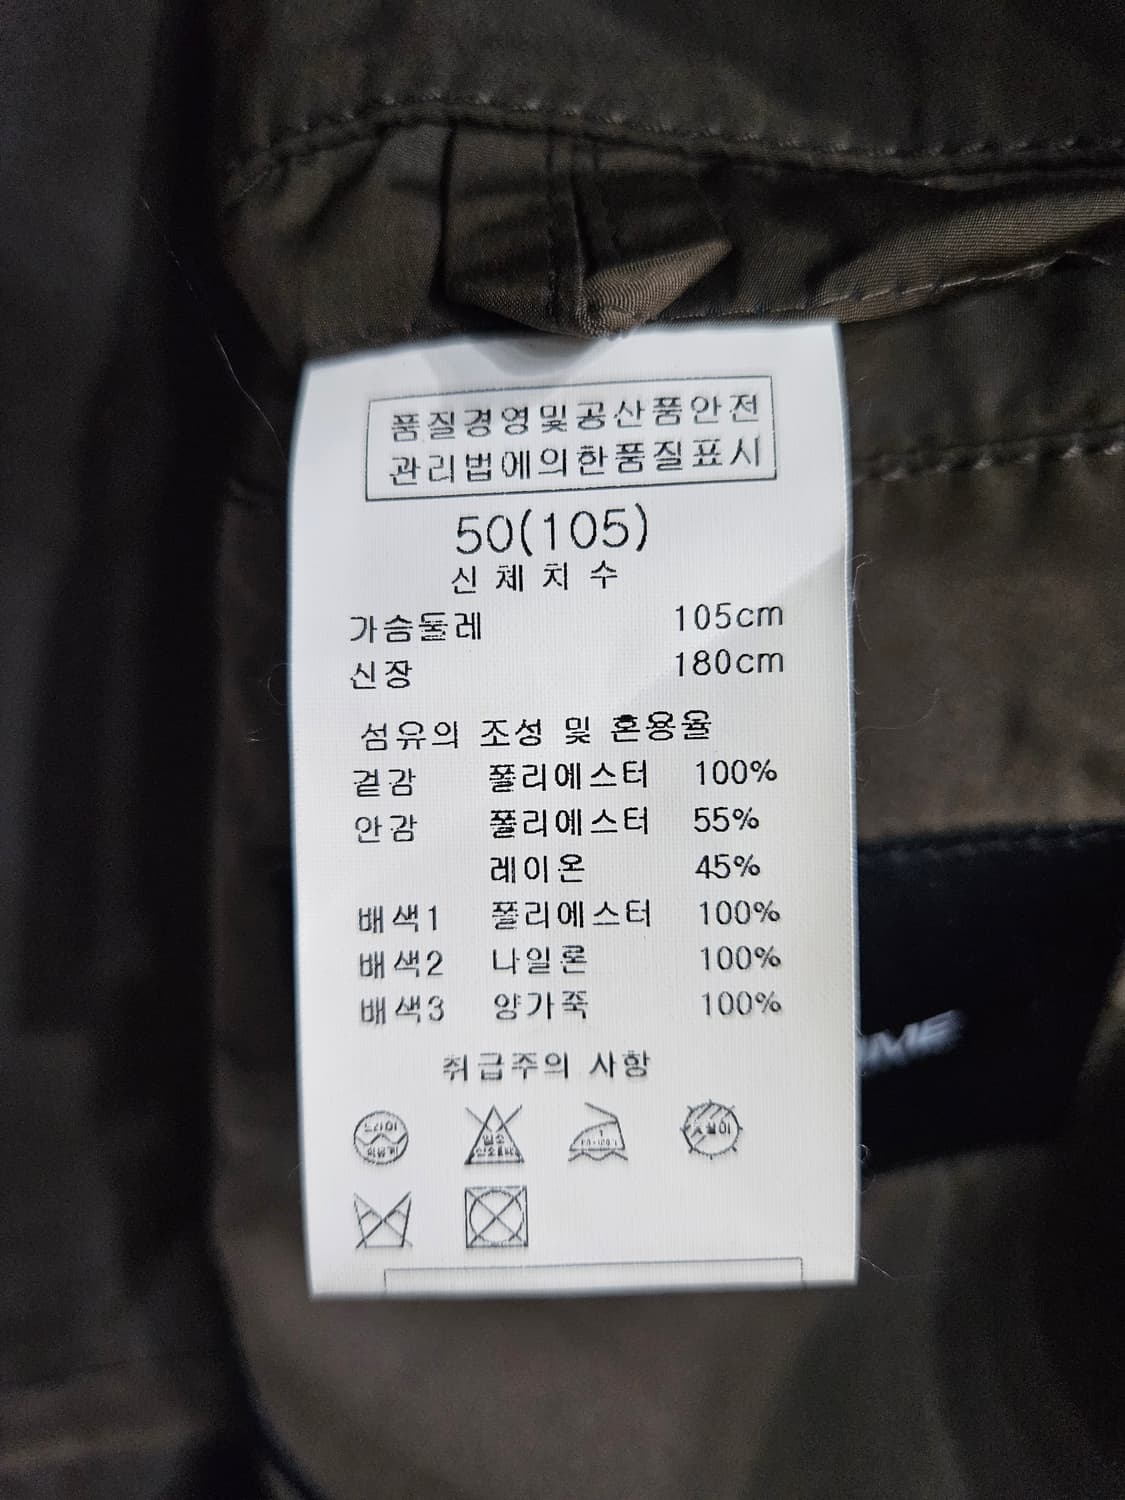 품질경영및공산품안전
관리법에의한품질표시
50(105)
신체치수
가슴둘레 105cm
신장 180cm
섬유의 조성 및 혼용율
겉감 폴리에스터 100%
안감 폴리에스터 55%
레이온 45%
배색1 폴리에스터 100%
배색2 나일론 100%
배색3 양가죽 100%
취급주의 사항
드라이